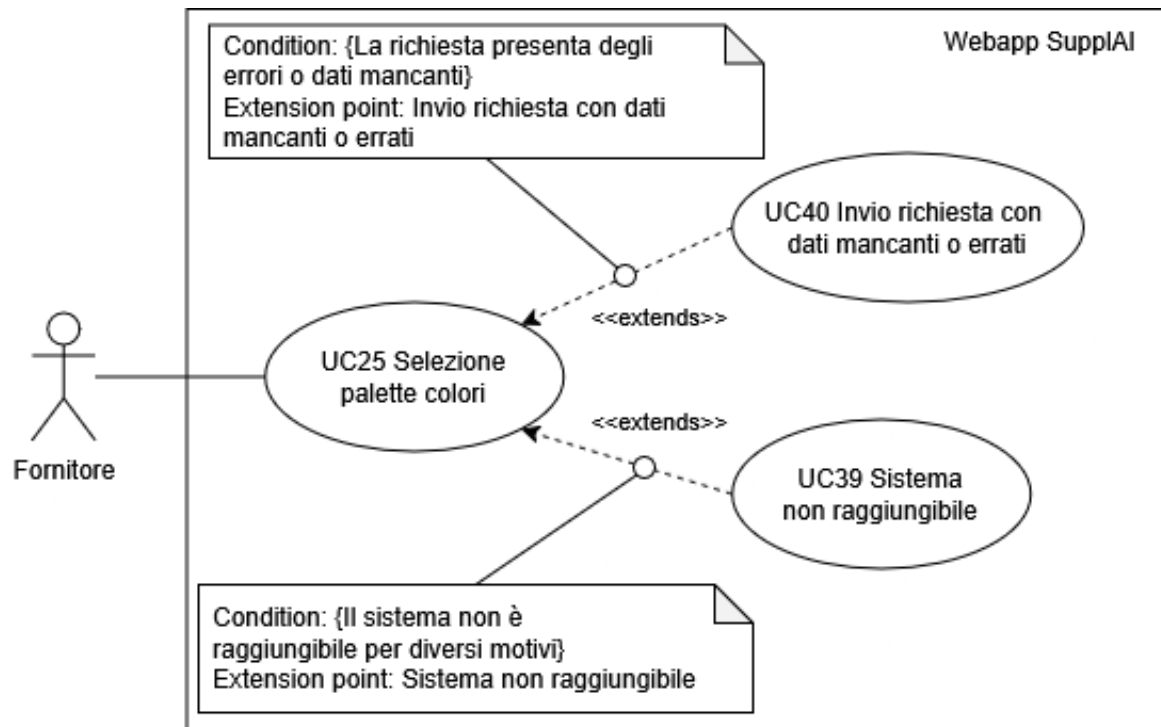 Condition: {La richiesta presenta degli
errori o dati mancanti}
Extension point: Invio richiesta con dati
mancanti o errati
Webapp SupplAI
UC40 Invio richiesta con
dati mancanti o errati
<<extends>>
UC25 Selezione
palette colori
Fornitore
<<extends>>
UC39 Sistema
non raggiungibile
Condition: {Il sistema non è
raggiungibile per diversi motivi}
Extension point: Sistema non raggiungibile